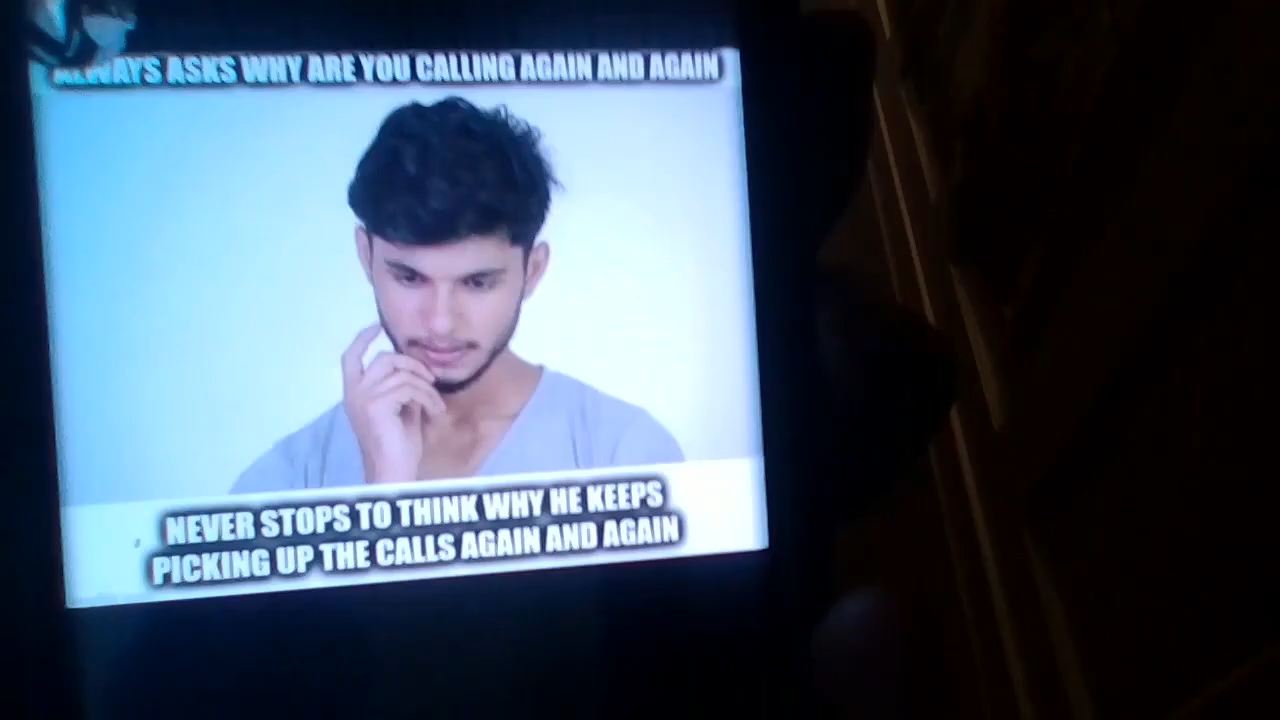 ALWAYS ASKS WHY ARE YOU CALLING AGAIN AND AGAIN
NEVER STOPS TO THINK WHY HE KEEPS
PICKING UP THE CALLS AGAIN AND AGAIN